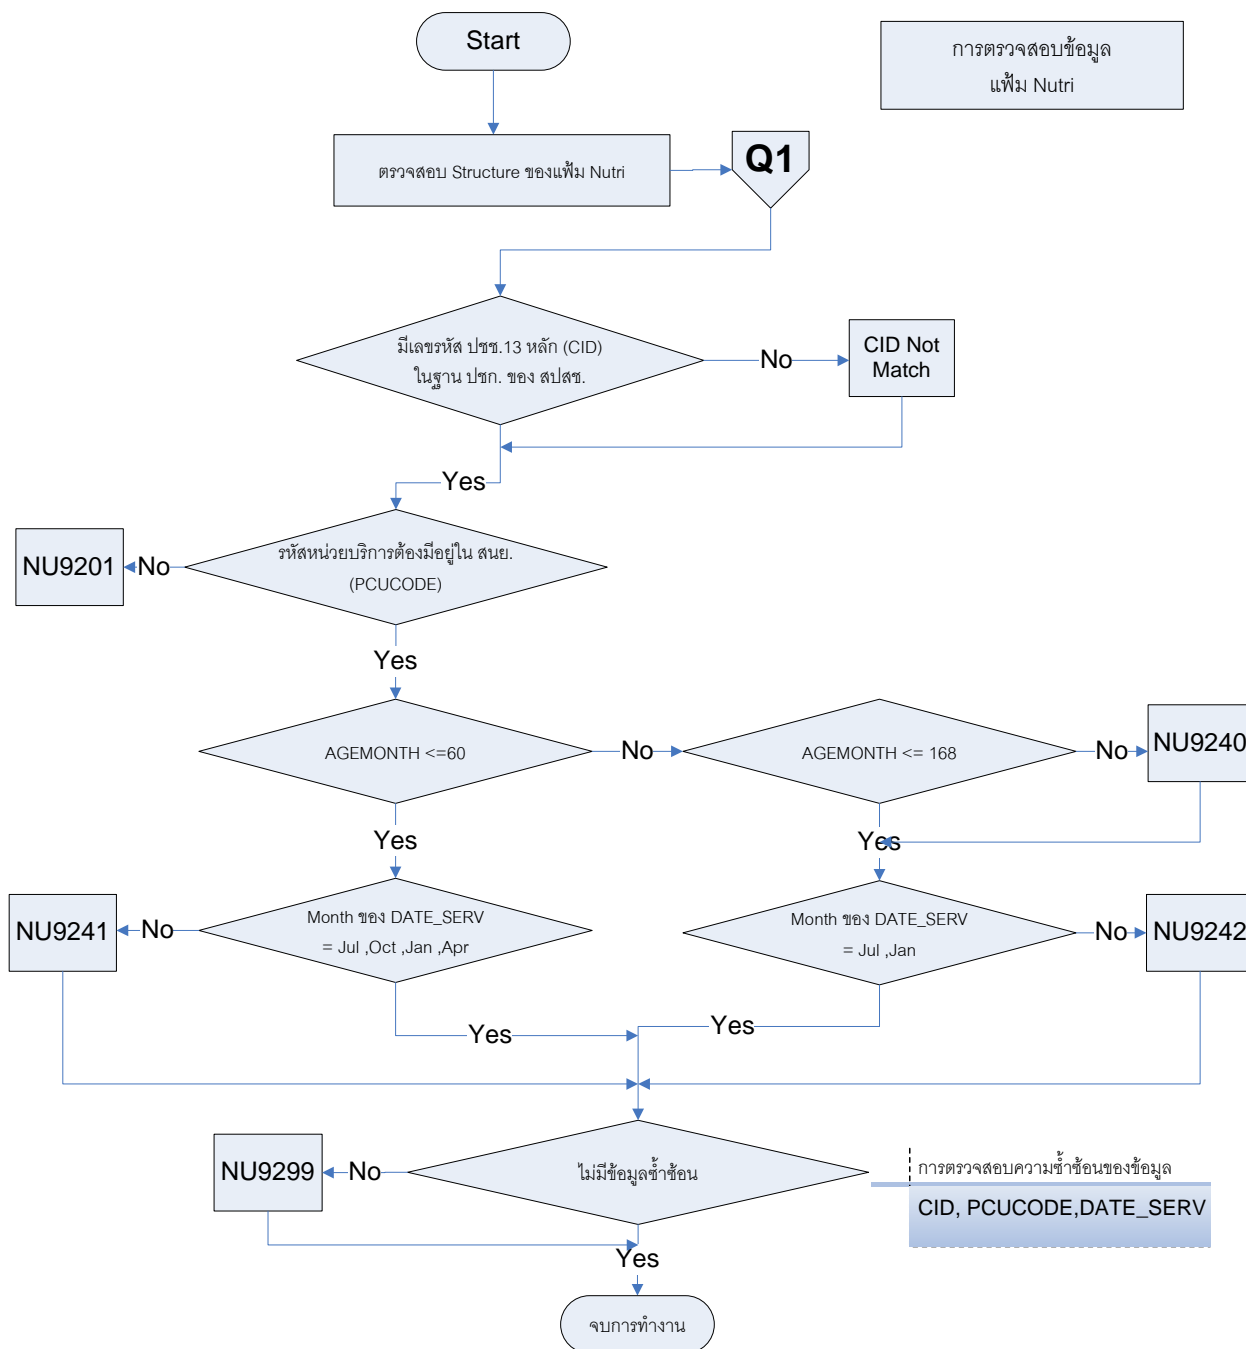 Start
การตรวจสอบข้อมูล
แฟ้ม Nutri
ตรวจสอบ Structure ของแฟ้ม Nutri
Q1
มีเลขรหัส ปชช.13 หลัก (CID)
ในฐาน ปชก. ของ สปสช.
No
CID Not
Match
Yes
รหัสหน่วยบริการต้องมีอยู่ใน สนย.
(PCUCODE)
No
NU9201
Yes
AGEMONTH <=60
No
AGEMONTH <= 168
No
NU9240
Yes
Yes
NU9241
No
Month ของ DATE_SERV
= Jul ,Oct ,Jan ,Apr
Month ของ DATE_SERV
= Jul ,Jan
No
NU9242
Yes
Yes
NU9299
No
ไม่มีข้อมูลซ้ำซ้อน
การตรวจสอบความซ้ำซ้อนของข้อมูล
CID, PCUCODE,DATE_SERV
Yes
จบการทำงาน